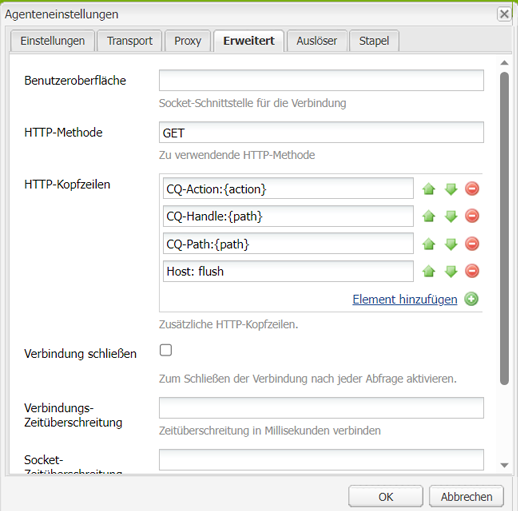 Agenteneinstellungen
Einstellungen Transport Proxy Erweitert Auslöser Stapel
Benutzeroberfläche
Socket-Schnittstelle für die Verbindung
HTTP-Methode GET
Zu verwendende HTTP-Methode
HTTP-Kopfzeilen CQ-Action:{action}
CQ-Handle:{path}
CQ-Path:{path}
Host: flush
Element hinzufügen
Zusätzliche HTTP-Kopfzeilen.
Verbindung schließen
Zum Schließen der Verbindung nach jeder Abfrage aktivieren.
Verbindungs-
Zeitüberschreitung
Zeitüberschreitung in Millisekunden verbinden
Socket-
Zeitüberschreitung
OK Abbrechen